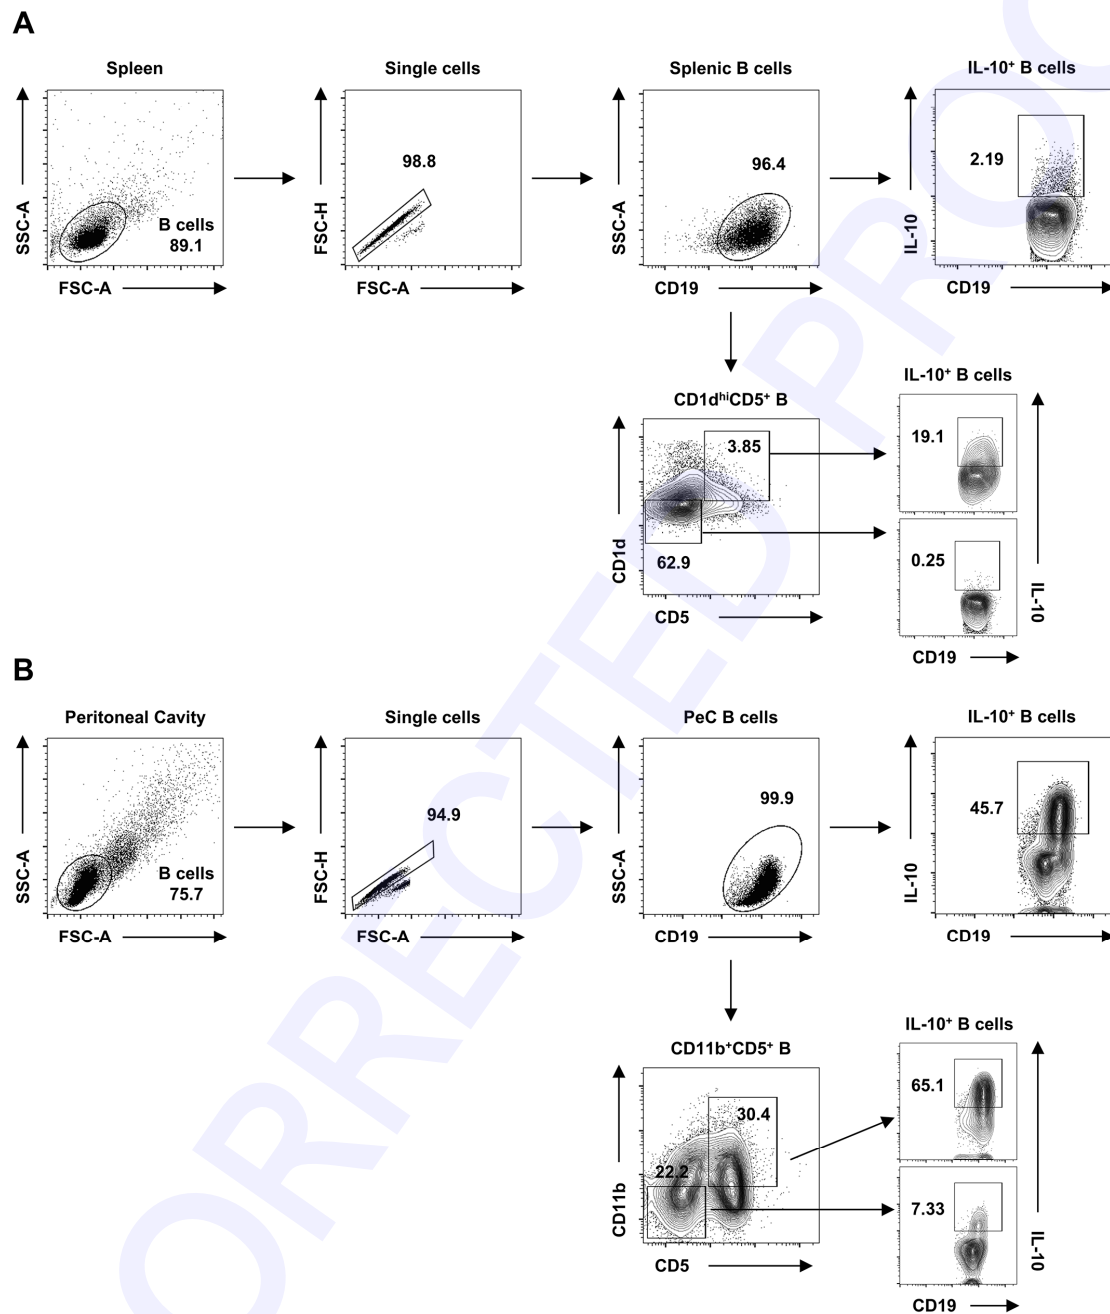 A
Spleen
Single cells
Splenic B cells
IL-10⁺ B cells
SSC-A
B cells
89.1
FSC-A
FSC-H
98.8
FSC-A
SSC-A
96.4
CD19
IL-10
2.19
CD19
CD1dʰⁱCD5⁺ B
CD1d
3.85
62.9
CD5
IL-10⁺ B cells
19.1
0.25
IL-10
CD19
B
Peritoneal Cavity
Single cells
PeC B cells
IL-10⁺ B cells
SSC-A
B cells
75.7
FSC-A
FSC-H
94.9
FSC-A
SSC-A
99.9
CD19
IL-10
45.7
CD19
CD11b⁺CD5⁺ B
CD11b
30.4
22.2
CD5
IL-10⁺ B cells
65.1
7.33
IL-10
CD19
ORRECTED PROO